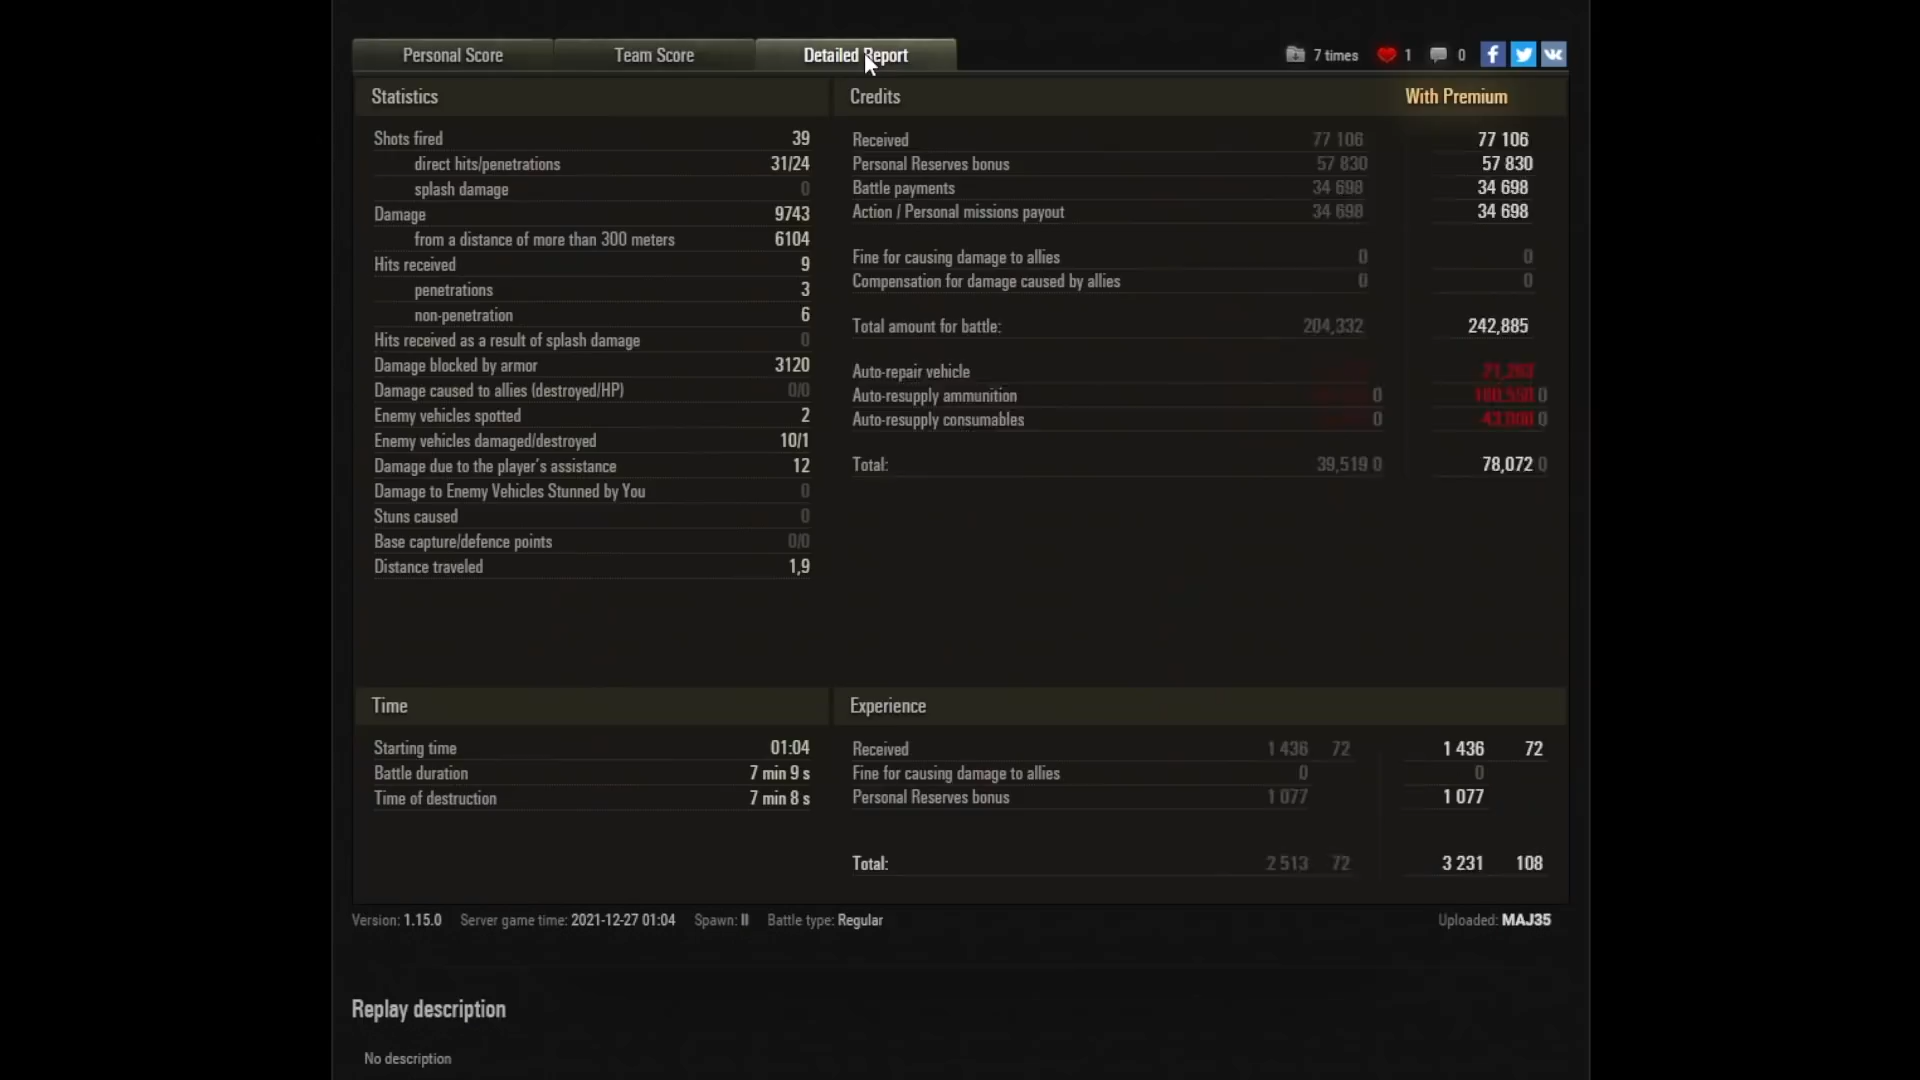 Personal Score Team Score Detailed Report 7 times 1 0
Statistics
Shots fired 39
direct hits/penetrations 31/24
splash damage 0
Damage 9743
from a distance of more than 300 meters 6104
Hits received 9
penetrations 3
non-penetration 6
Hits received as a result of splash damage 0
Damage blocked by armor 3120
Damage caused to allies (destroyed/HP) 0/0
Enemy vehicles spotted 2
Enemy vehicles damaged/destroyed 10/1
Damage due to the player's assistance 12
Damage to Enemy Vehicles Stunned by You 0
Stuns caused 0
Base capture/defence points 0/0
Distance traveled 1,9
Credits With Premium
Received 77 106 77 106
Personal Reserves bonus 57 830 57 830
Battle payments 34 698 34 698
Action / Personal missions payout 34 698 34 698
Fine for causing damage to allies 0 0
Compensation for damage caused by allies 0 0
Total amount for battle: 204,332 242,885
Auto-repair vehicle
Auto-resupply ammunition 0 0
Auto-resupply consumables 0 0
Total: 39,519 0 78,072 0
Time
Starting time 01:04
Battle duration 7 min 9 s
Time of destruction 7 min 8 s
Experience
Received 1 436 72 1 436 72
Fine for causing damage to allies 0 0
Personal Reserves bonus 1 077 1 077
Total: 2 513 72 3 231 108
Version: 1.15.0 Server game time: 2021-12-27 01:04 Spawn: II Battle type: Regular Uploaded: MAJ35
Replay description
No description